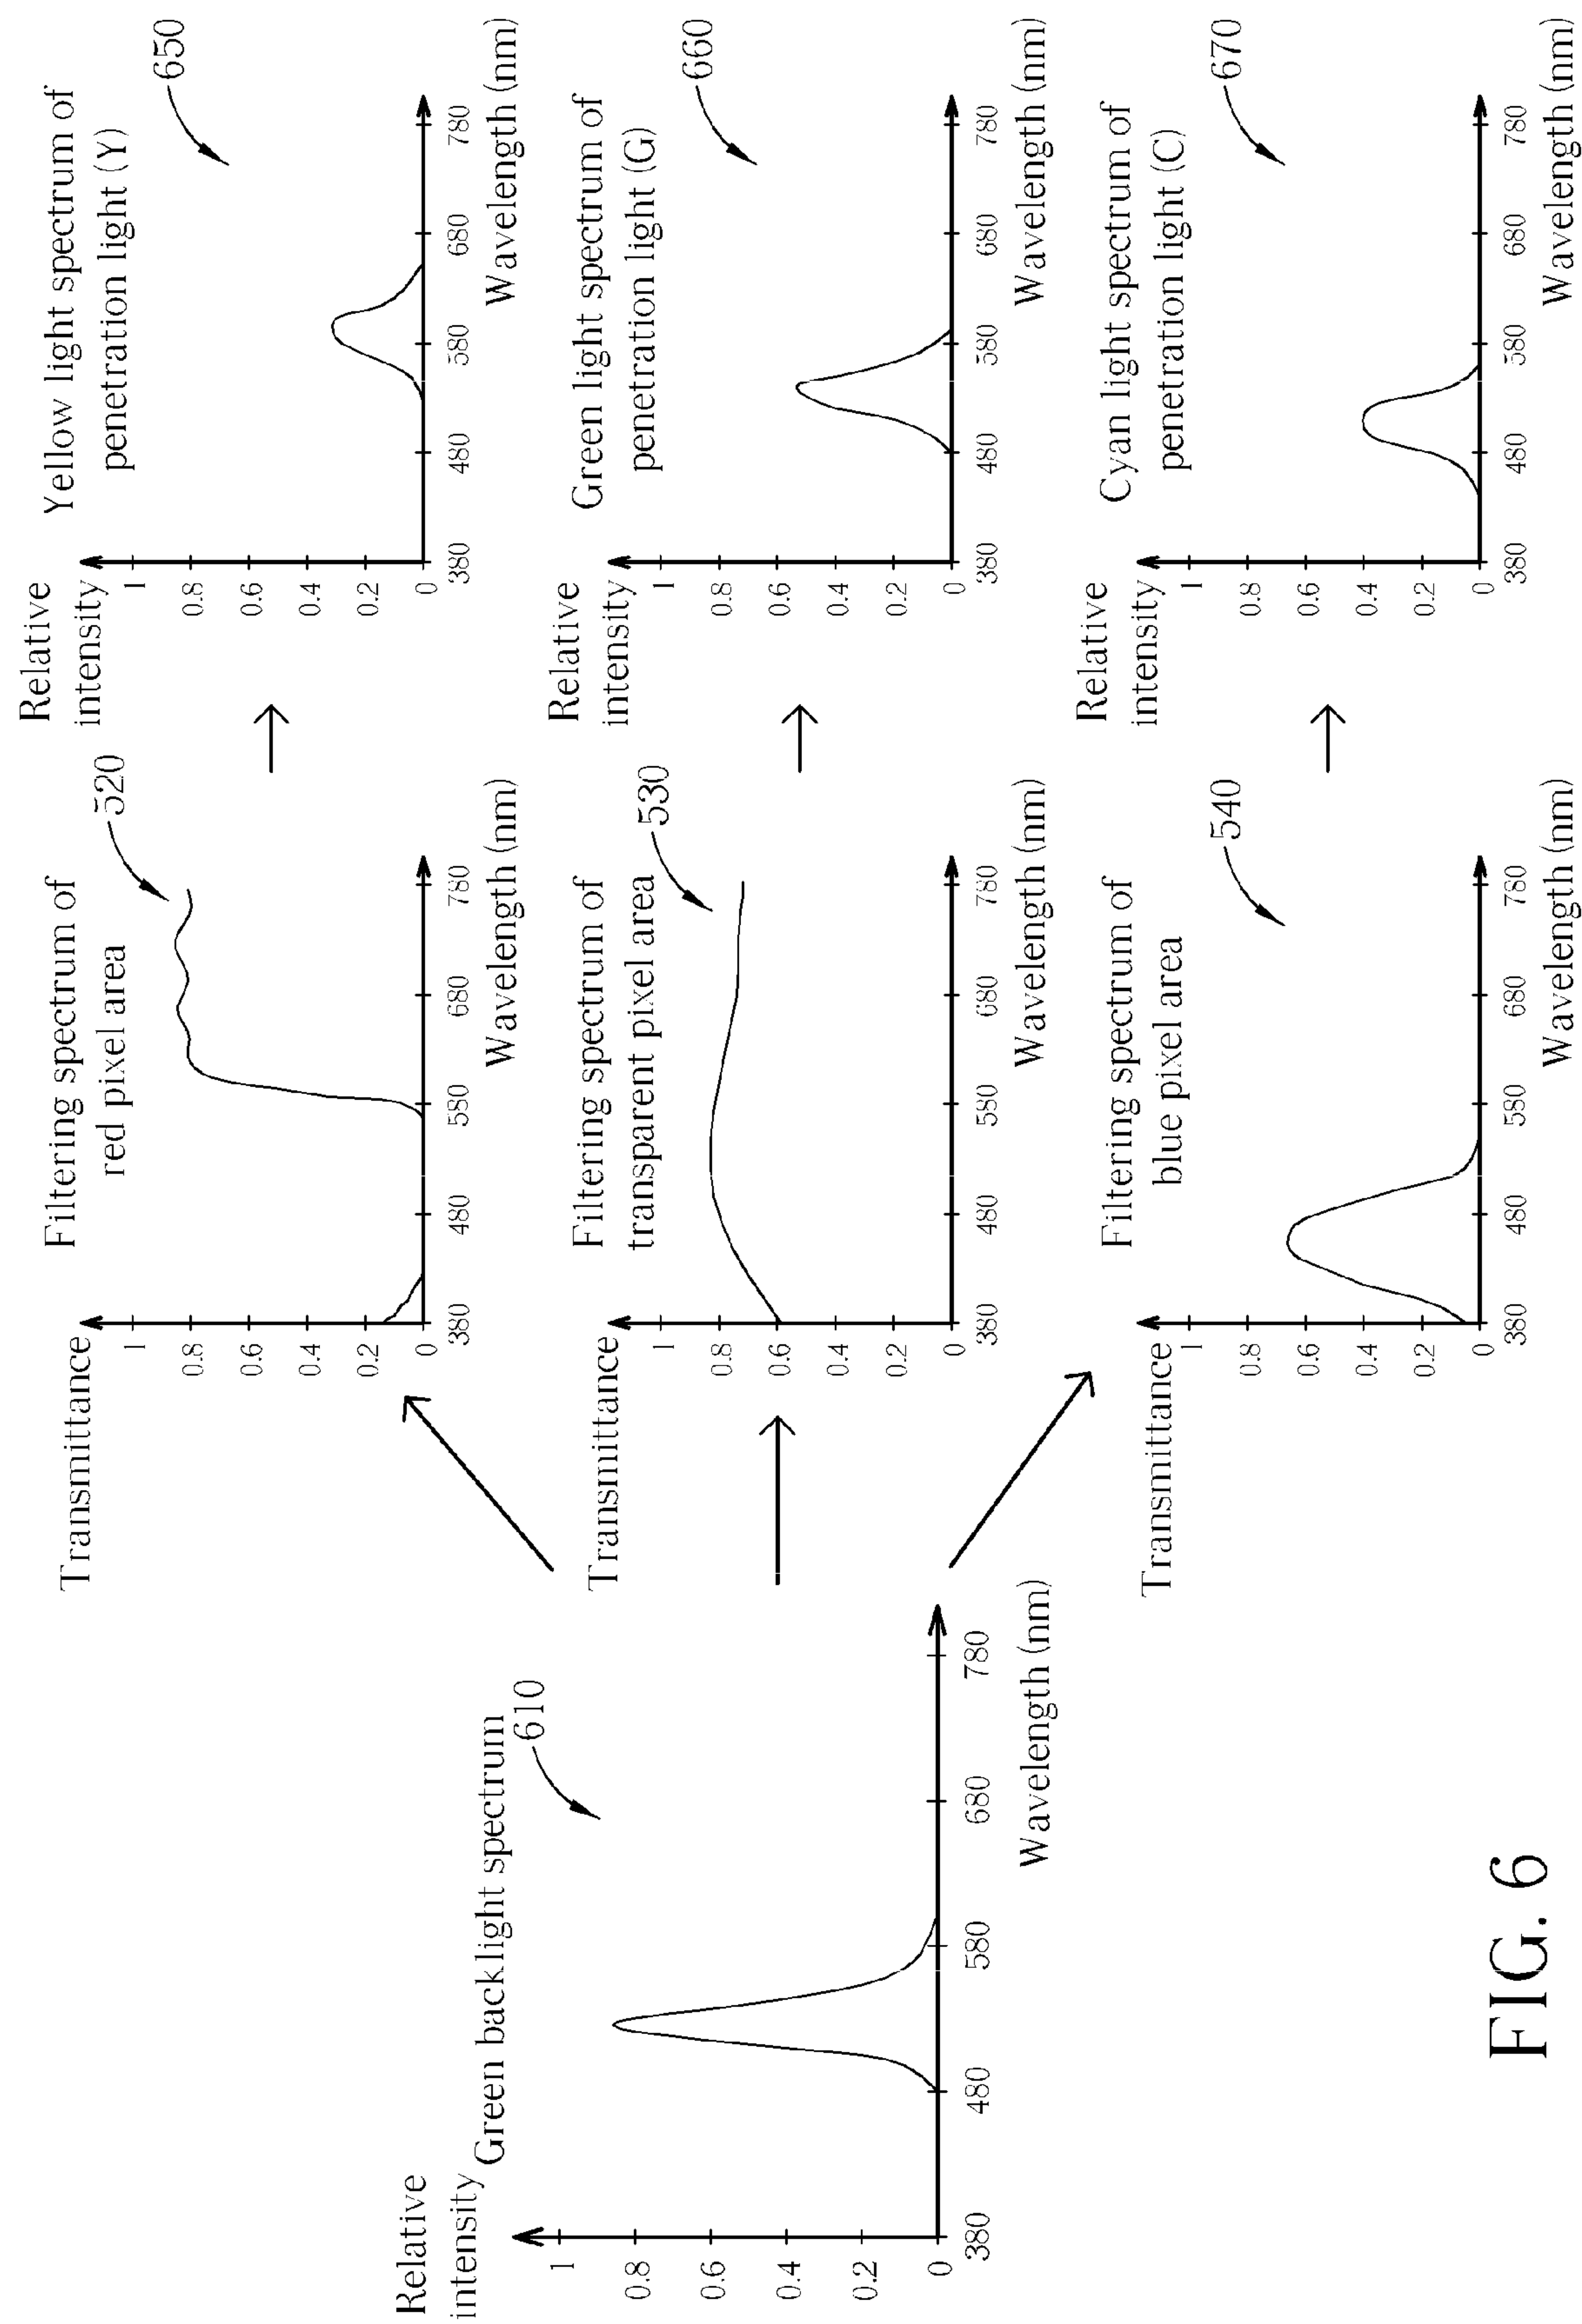 Relative
intensity
Green backlight spectrum
610
1
0.8
0.6
0.4
0.2
0
380
480
580
680
780
Wavelength (nm)
Transmittance
Filtering spectrum of
red pixel area
520
1
0.8
0.6
0.4
0.2
0
380
480
580
680
780
Wavelength (nm)
Relative
intensity
Yellow light spectrum of
penetration light (Y)
650
1
0.8
0.6
0.4
0.2
0
380
480
580
680
780
Wavelength (nm)
Transmittance
Filtering spectrum of
transparent pixel area
530
1
0.8
0.6
0.4
0.2
0
380
480
580
680
780
Wavelength (nm)
Relative
intensity
Green light spectrum of
penetration light (G)
660
1
0.8
0.6
0.4
0.2
0
380
480
580
680
780
Wavelength (nm)
Transmittance
Filtering spectrum of
blue pixel area
540
1
0.8
0.6
0.4
0.2
0
380
480
580
680
780
Wavelength (nm)
Relative
intensity
Cyan light spectrum of
penetration light (C)
670
1
0.8
0.6
0.4
0.2
0
380
480
580
680
780
Wavelength (nm)
FIG. 6